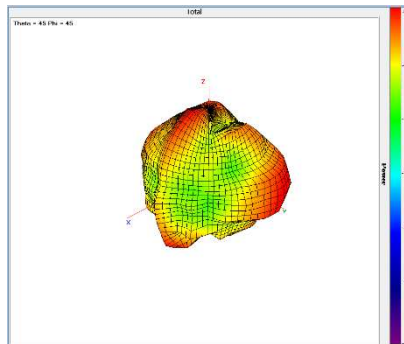 Total
Theta = 45 Phi = 45
Z
X
Y
Power